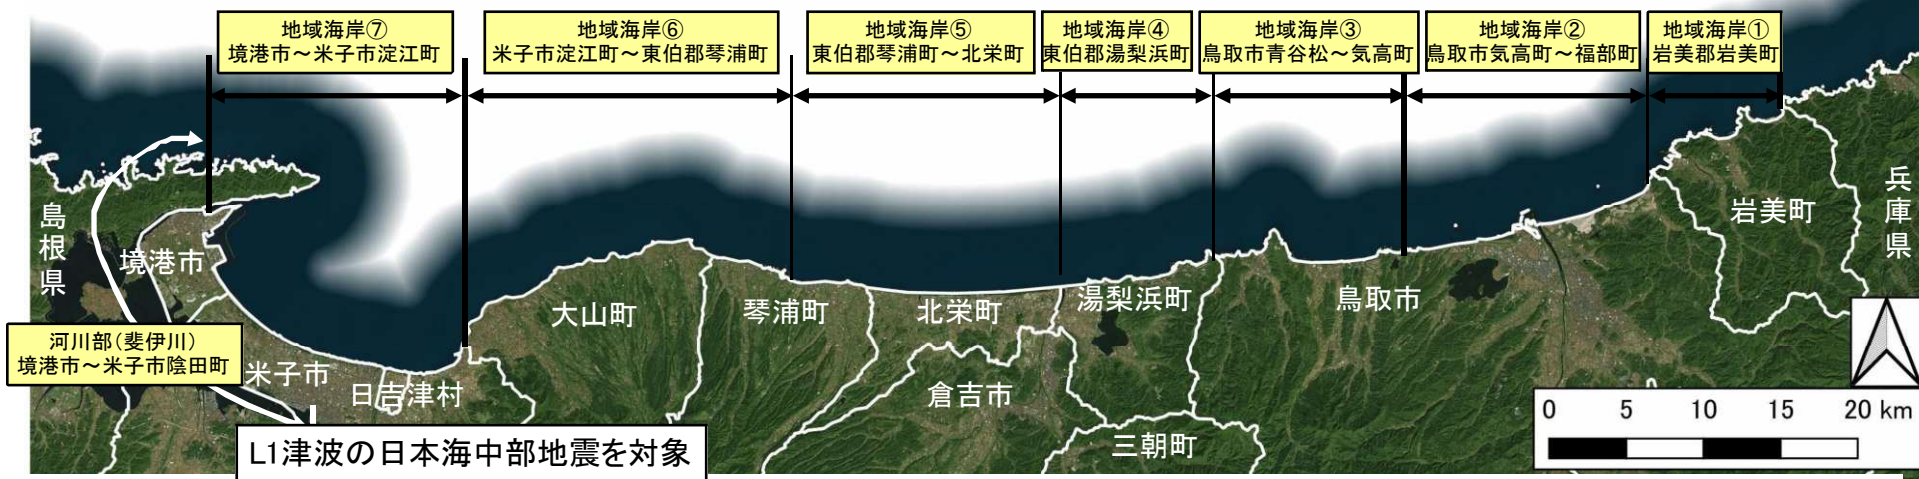 地域海岸⑦
境港市～米子市淀江町
地域海岸⑥
米子市淀江町～東伯郡琴浦町
地域海岸⑤
東伯郡琴浦町～北栄町
地域海岸④
東伯郡湯梨浜町
地域海岸③
鳥取市青谷松～気高町
地域海岸②
鳥取市気高町～福部町
地域海岸①
岩美郡岩美町
島根県
境港市
大山町
琴浦町
北栄町
湯梨浜町
鳥取市
岩美町
兵庫県
河川部(斐伊川)
境港市～米子市陰田町
米子市
日吉津村
倉吉市
三朝町
L1津波の日本海中部地震を対象
0 5 10 15 20 km